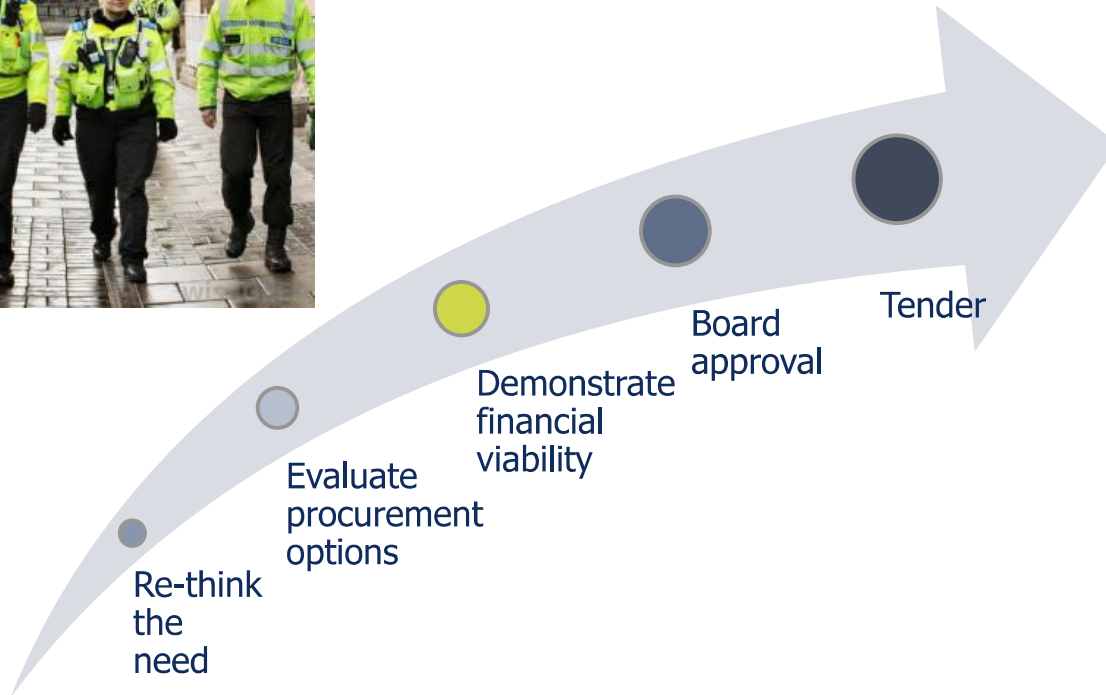 Re-think
the
need
Evaluate
procurement
options
Demonstrate
financial
viability
Board
approval
Tender